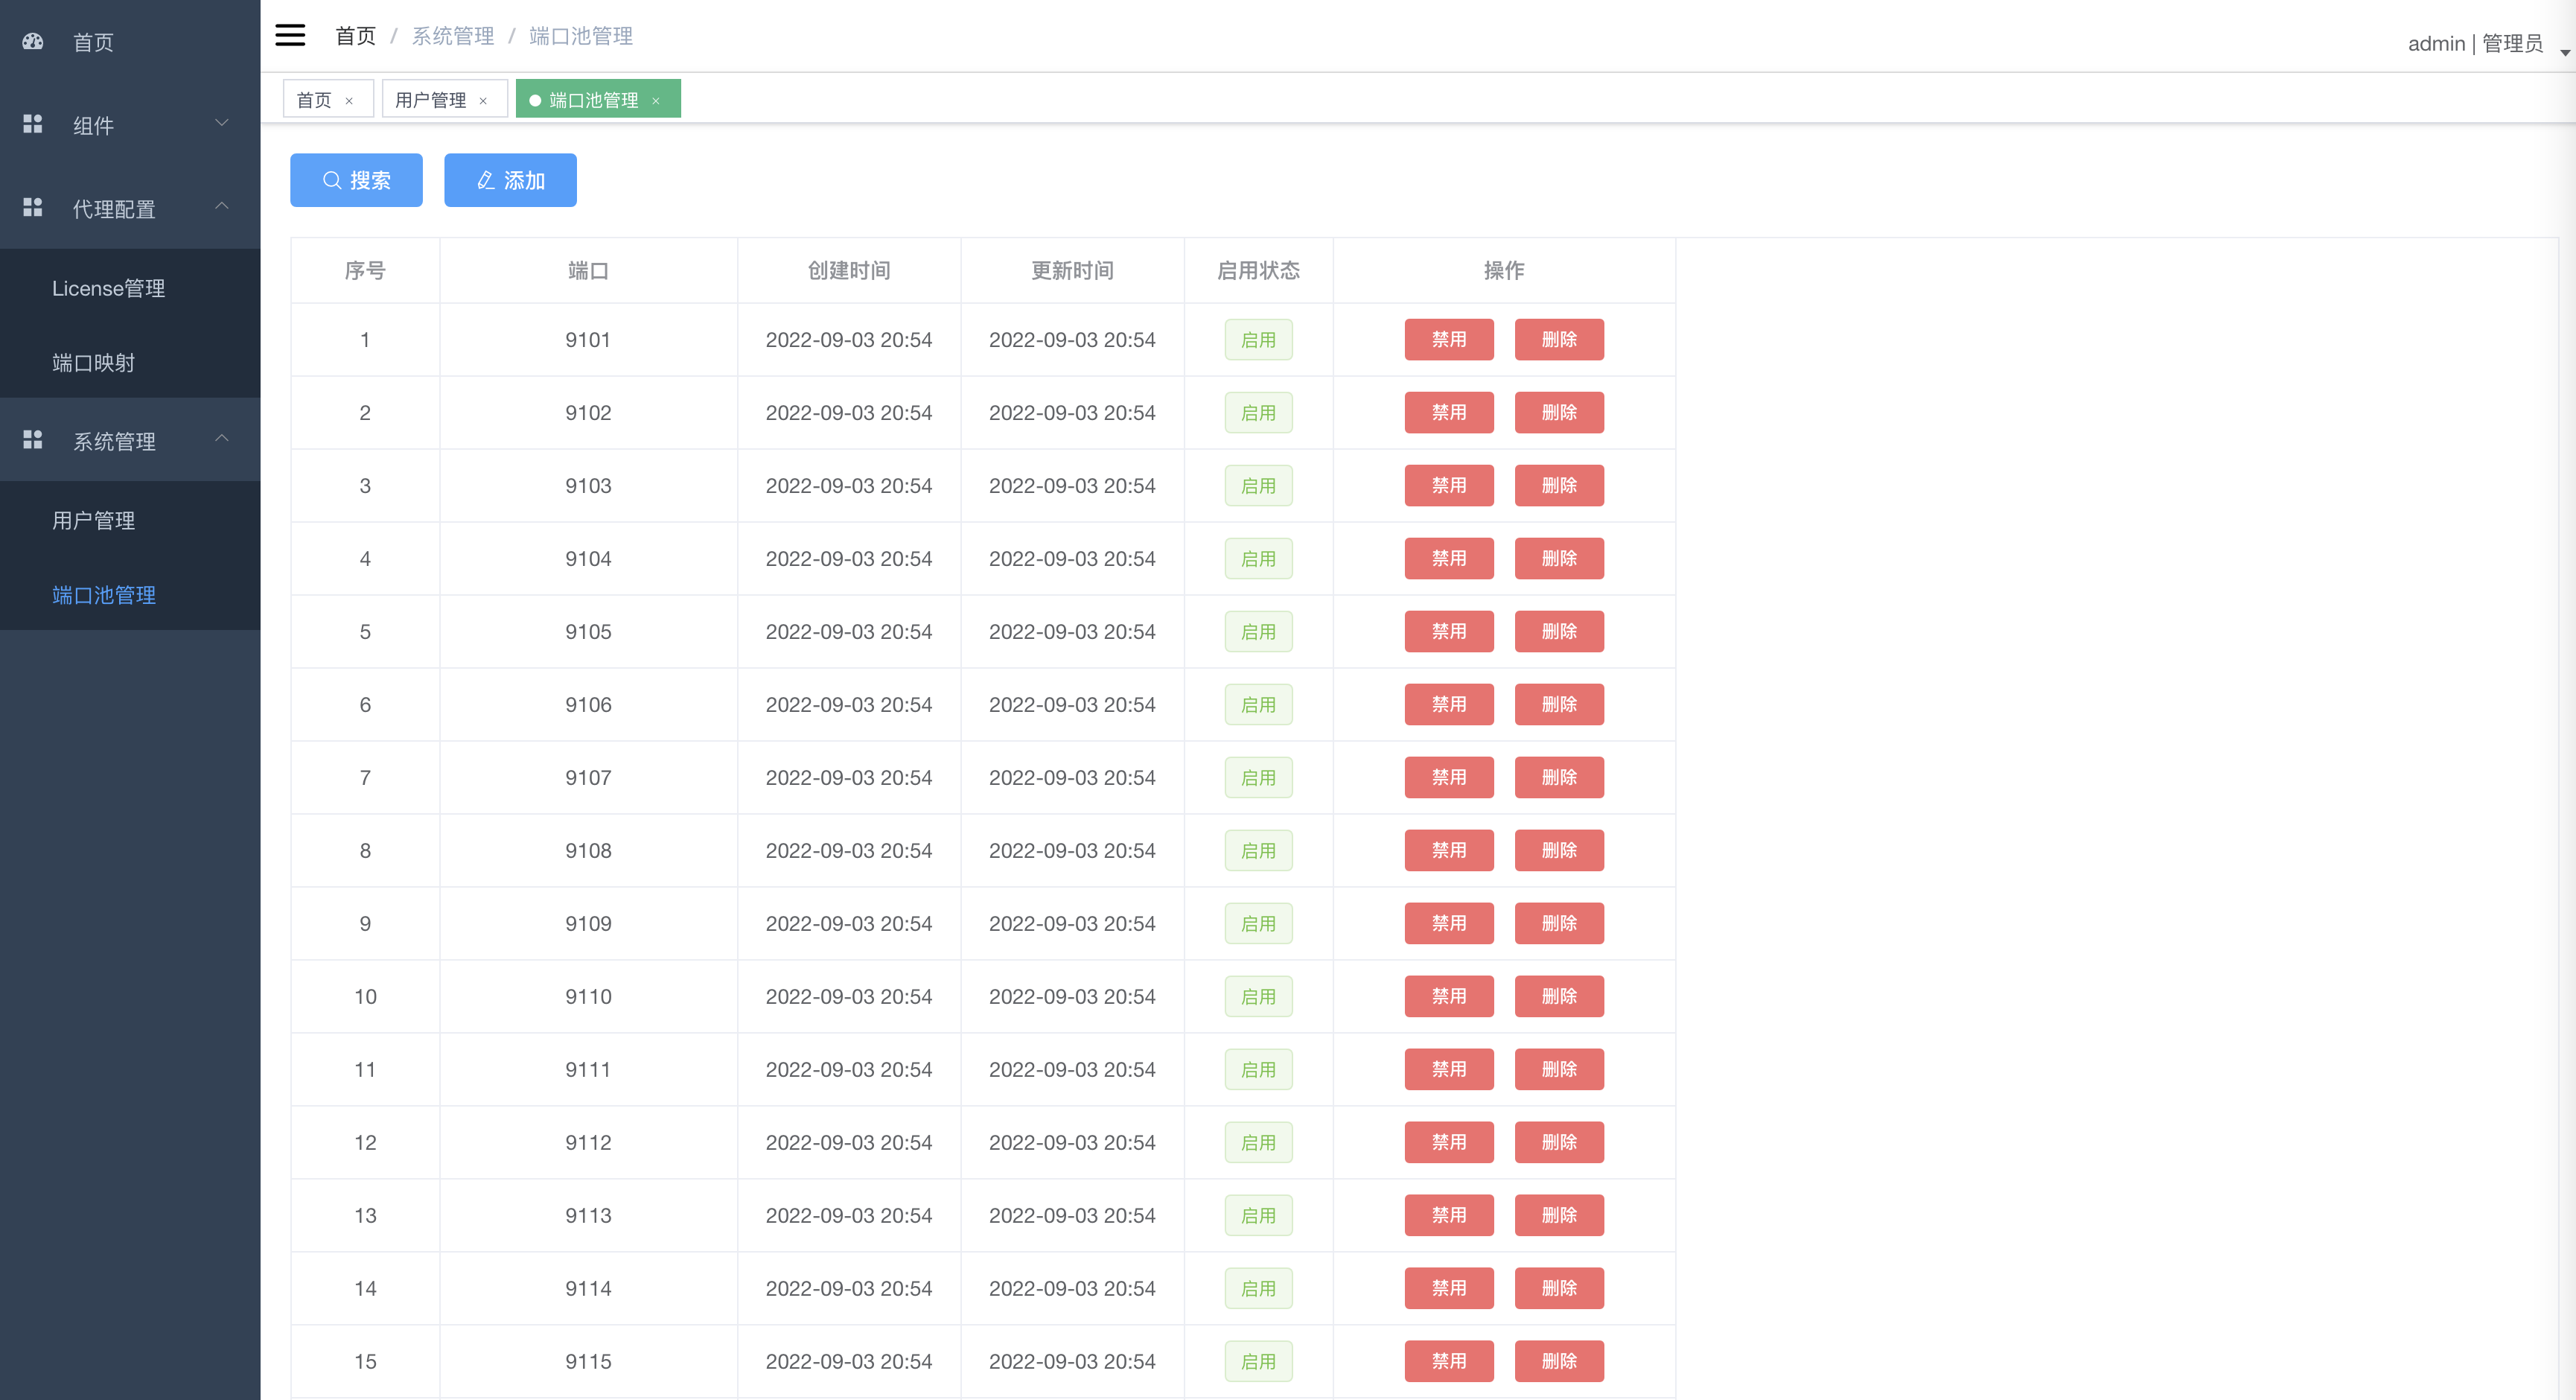 首页
组件
代理配置
License管理
端口映射
系统管理
用户管理
端口池管理
首页 / 系统管理 / 端口池管理
admin | 管理员
首页 × 用户管理 × 端口池管理 ×
搜索 添加
序号 端口 创建时间 更新时间 启用状态 操作
1 9101 2022-09-03 20:54 2022-09-03 20:54 启用 禁用 删除
2 9102 2022-09-03 20:54 2022-09-03 20:54 启用 禁用 删除
3 9103 2022-09-03 20:54 2022-09-03 20:54 启用 禁用 删除
4 9104 2022-09-03 20:54 2022-09-03 20:54 启用 禁用 删除
5 9105 2022-09-03 20:54 2022-09-03 20:54 启用 禁用 删除
6 9106 2022-09-03 20:54 2022-09-03 20:54 启用 禁用 删除
7 9107 2022-09-03 20:54 2022-09-03 20:54 启用 禁用 删除
8 9108 2022-09-03 20:54 2022-09-03 20:54 启用 禁用 删除
9 9109 2022-09-03 20:54 2022-09-03 20:54 启用 禁用 删除
10 9110 2022-09-03 20:54 2022-09-03 20:54 启用 禁用 删除
11 9111 2022-09-03 20:54 2022-09-03 20:54 启用 禁用 删除
12 9112 2022-09-03 20:54 2022-09-03 20:54 启用 禁用 删除
13 9113 2022-09-03 20:54 2022-09-03 20:54 启用 禁用 删除
14 9114 2022-09-03 20:54 2022-09-03 20:54 启用 禁用 删除
15 9115 2022-09-03 20:54 2022-09-03 20:54 启用 禁用 删除